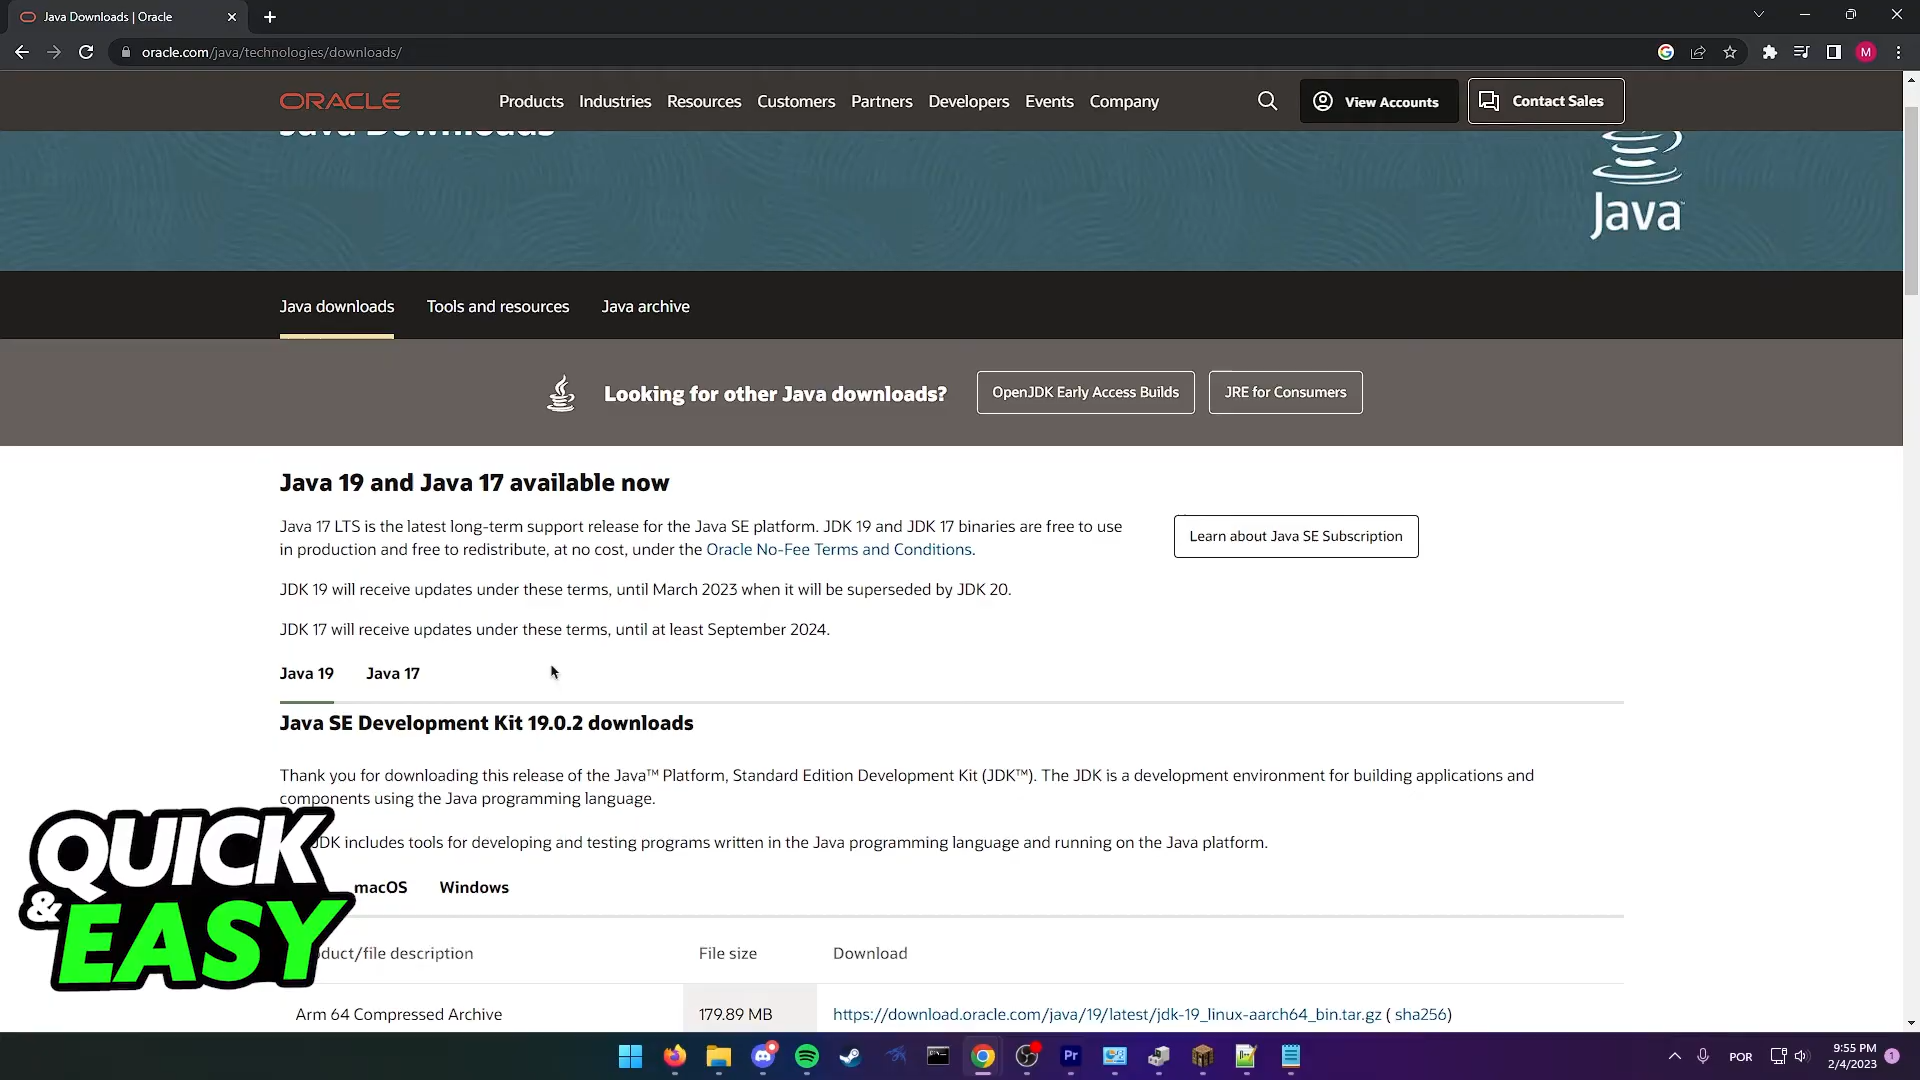 Java Downloads | Oracle
oracle.com/java/technologies/downloads/
M
ORACLE
Products Industries Resources Customers Partners Developers Events Company
View Accounts
Contact Sales
Java Downloads
Java™
Java downloads Tools and resources Java archive
Looking for other Java downloads?
OpenJDK Early Access Builds
JRE for Consumers
Java 19 and Java 17 available now
Java 17 LTS is the latest long-term support release for the Java SE platform. JDK 19 and JDK 17 binaries are free to use
in production and free to redistribute, at no cost, under the Oracle No-Fee Terms and Conditions.
Learn about Java SE Subscription
JDK 19 will receive updates under these terms, until March 2023 when it will be superseded by JDK 20.
JDK 17 will receive updates under these terms, until at least September 2024.
Java 19 Java 17
Java SE Development Kit 19.0.2 downloads
Thank you for downloading this release of the Java™ Platform, Standard Edition Development Kit (JDK™). The JDK is a development environment for building applications and
components using the Java programming language.
JDK includes tools for developing and testing programs written in the Java programming language and running on the Java platform.
macOS Windows
QUICK
& EASY
duct/file description File size Download
Arm 64 Compressed Archive 179.89 MB https://download.oracle.com/java/19/latest/jdk-19_linux-aarch64_bin.tar.gz ( sha256)
Pr
POR
9:55 PM
2/4/2023
1